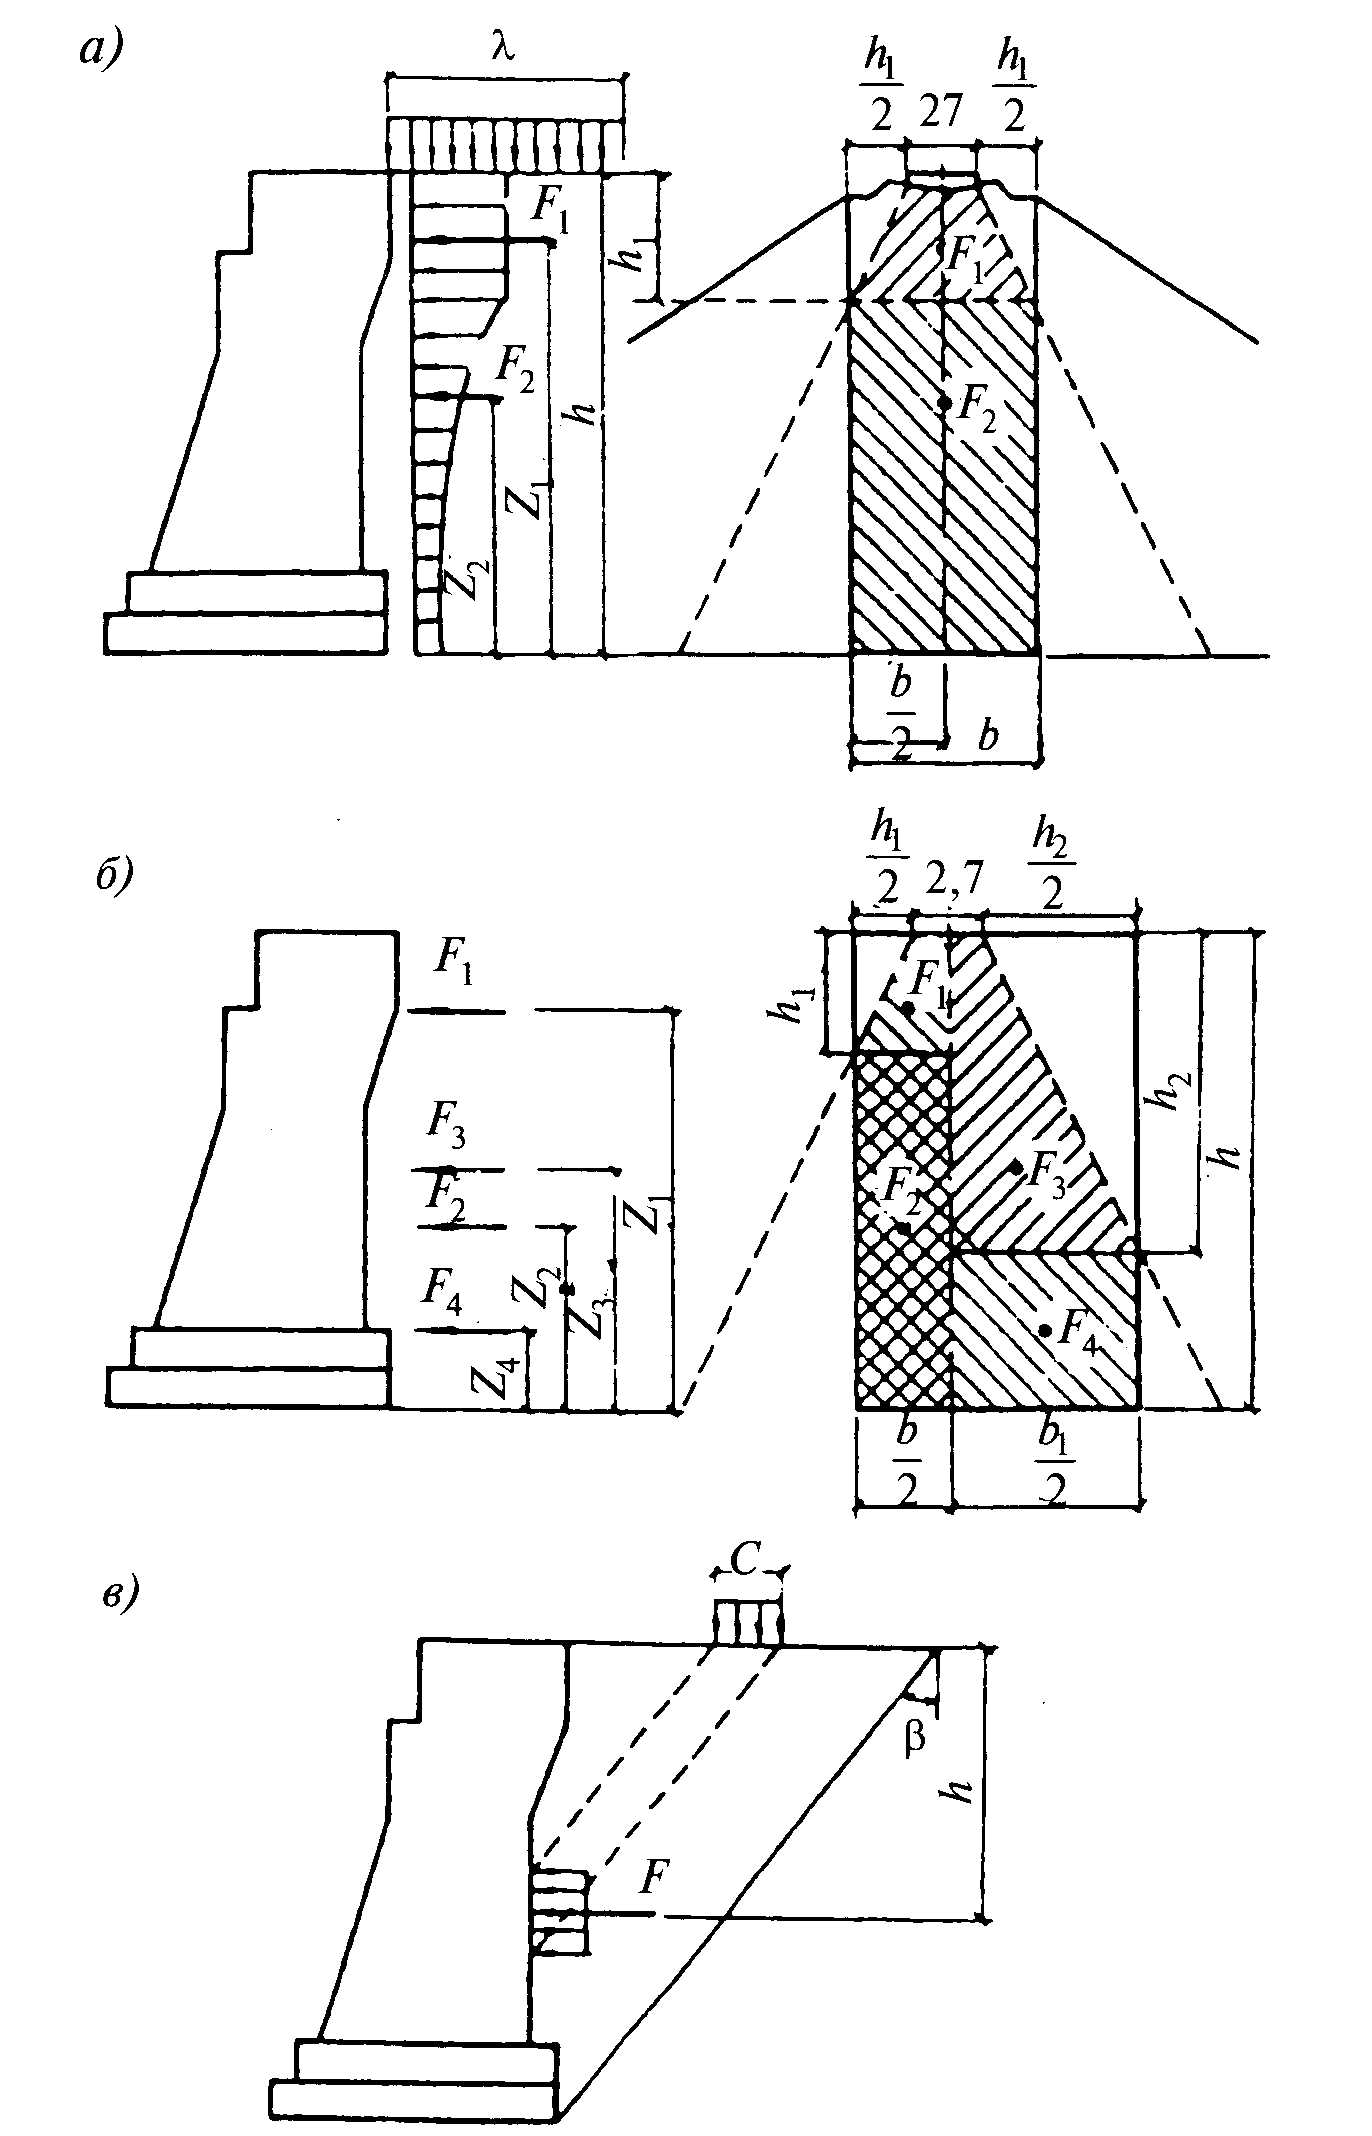 а)
λ
h₁/2 27 h₁/2
F₁
h₁
F₁
F₂
h
F₂
Z₁
Z₂
b/2
b
б)
h₁/2 2,7 h₂/2
F₁
F₁
h₁
h₂
F₃
h
F₂
F₂
F₃
Z₁
Z₂
Z₃
F₄
F₄
Z₄
b/2 b₁/2
в)
C
β
h
F